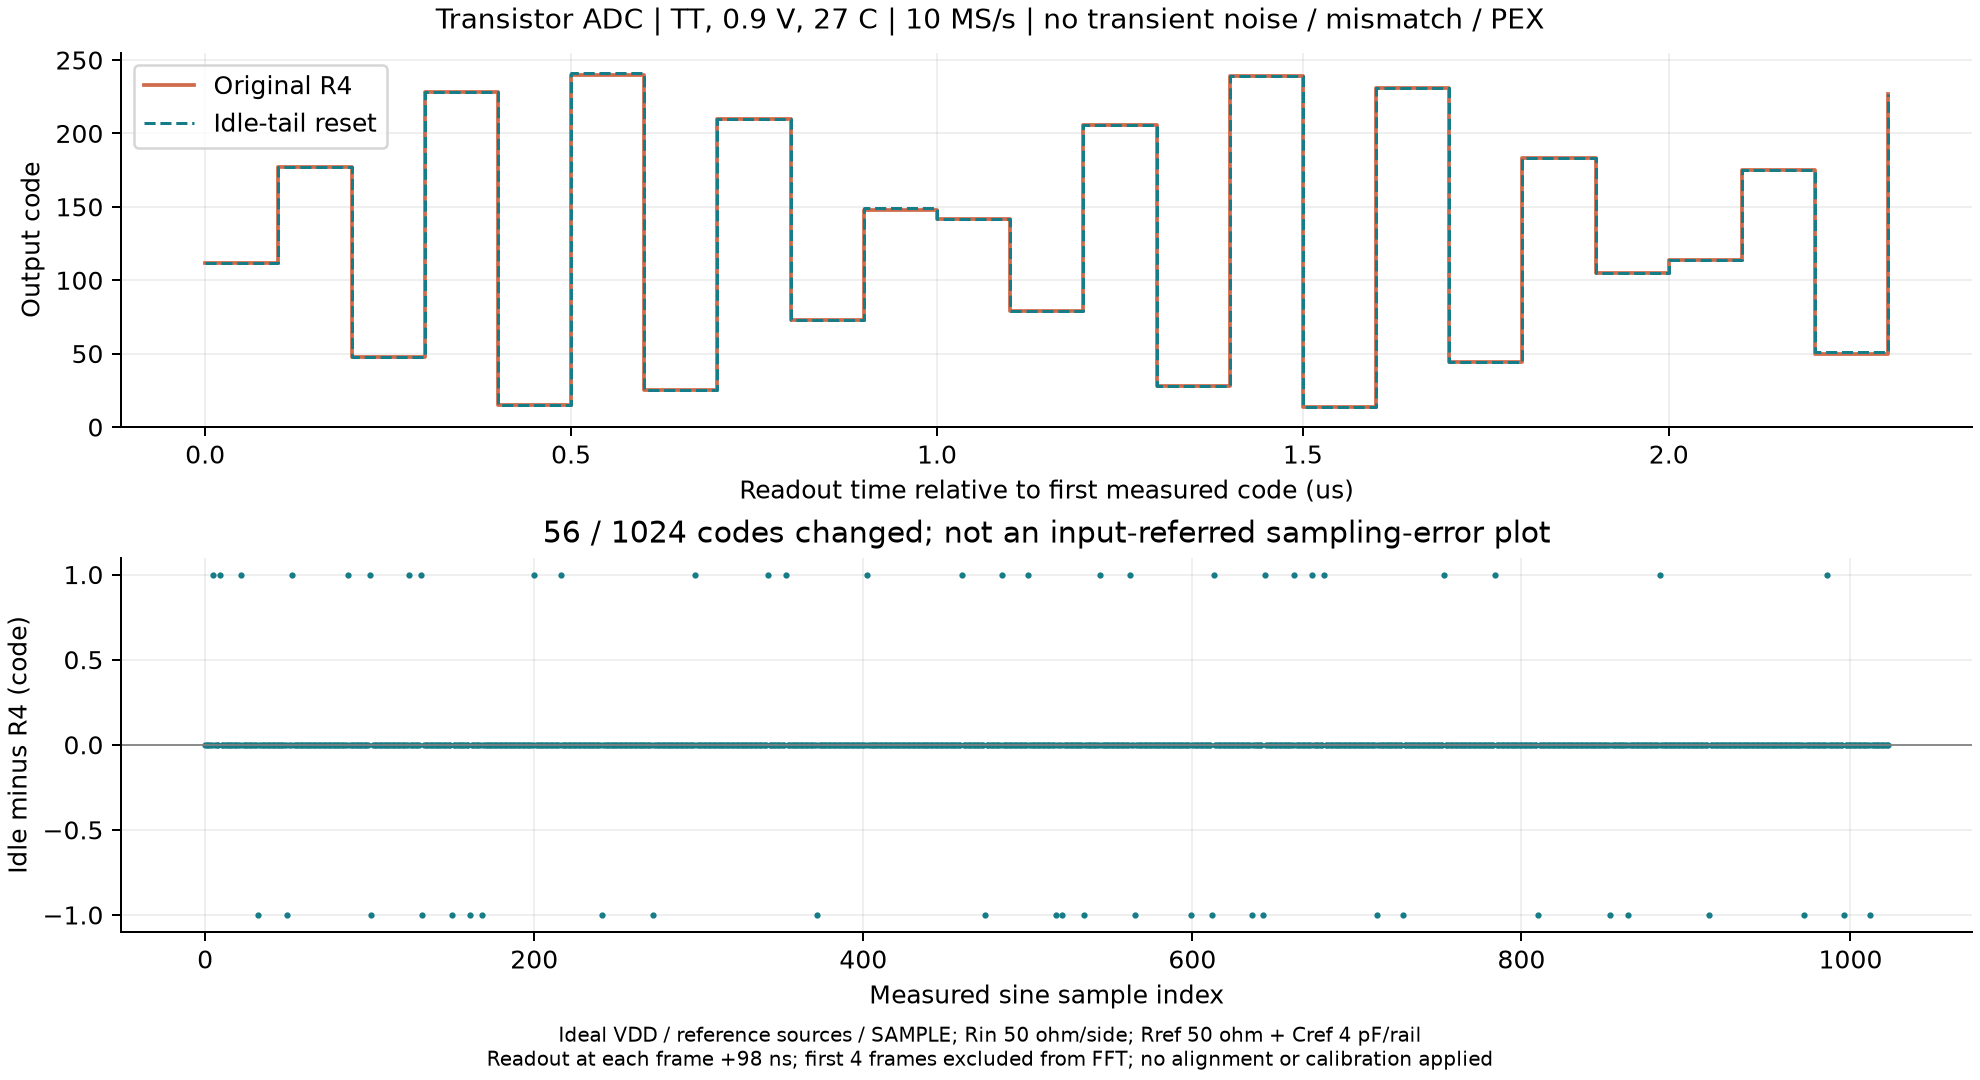 Transistor ADC | TT, 0.9 V, 27 C | 10 MS/s | no transient noise / mismatch / PEX
Original R4
Idle-tail reset
Output code
250
200
150
100
50
0
0.0
0.5
1.0
1.5
2.0
Readout time relative to first measured code (us)
56 / 1024 codes changed; not an input-referred sampling-error plot
Idle minus R4 (code)
1.0
0.5
0.0
−0.5
−1.0
0
200
400
600
800
1000
Measured sine sample index
Ideal VDD / reference sources / SAMPLE; Rin 50 ohm/side; Rref 50 ohm + Cref 4 pF/rail
Readout at each frame +98 ns; first 4 frames excluded from FFT; no alignment or calibration applied